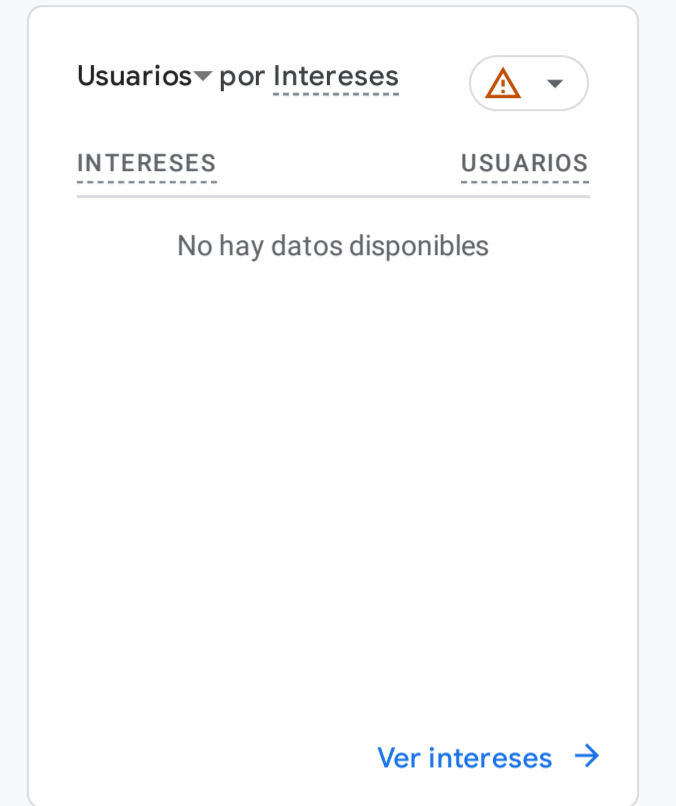 Usuarios por Intereses
INTERESES USUARIOS
No hay datos disponibles
Ver intereses